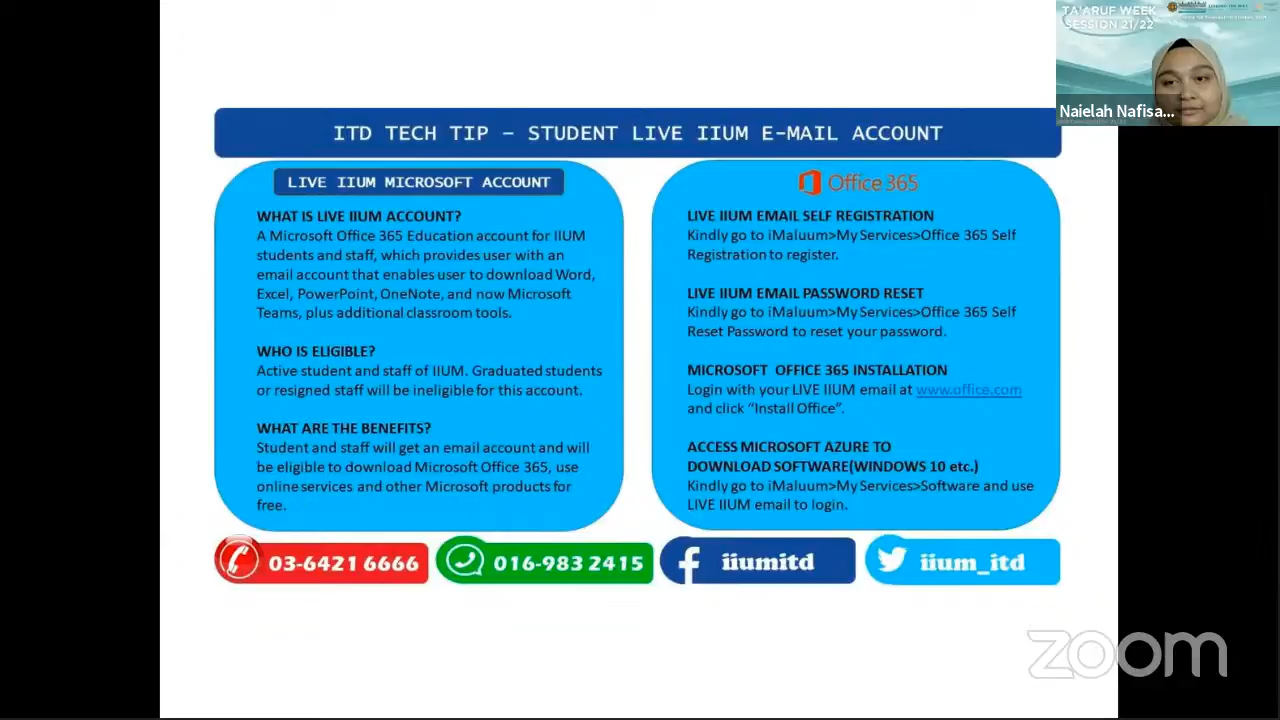 TA'ARUF WEEK
SESSION 21/22
Naielah Nafisa...
ITD TECH TIP – STUDENT LIVE IIUM E-MAIL ACCOUNT
LIVE IIUM MICROSOFT ACCOUNT
WHAT IS LIVE IIUM ACCOUNT?
A Microsoft Office 365 Education account for IIUM
students and staff, which provides user with an
email account that enables user to download Word,
Excel, PowerPoint, OneNote, and now Microsoft
Teams, plus additional classroom tools.
WHO IS ELIGIBLE?
Active student and staff of IIUM. Graduated students
or resigned staff will be ineligible for this account.
WHAT ARE THE BENEFITS?
Student and staff will get an email account and will
be eligible to download Microsoft Office 365, use
online services and other Microsoft products for
free.
Office 365
LIVE IIUM EMAIL SELF REGISTRATION
Kindly go to iMaluum>My Services>Office 365 Self
Registration to register.
LIVE IIUM EMAIL PASSWORD RESET
Kindly go to iMaluum>My Services>Office 365 Self
Reset Password to reset your password.
MICROSOFT OFFICE 365 INSTALLATION
Login with your LIVE IIUM email at www.office.com
and click “Install Office”.
ACCESS MICROSOFT AZURE TO
DOWNLOAD SOFTWARE(WINDOWS 10 etc.)
Kindly go to iMaluum>My Services>Software and use
LIVE IIUM email to login.
03-6421 6666
016-983 2415
iiumitd
iium_itd
zoom